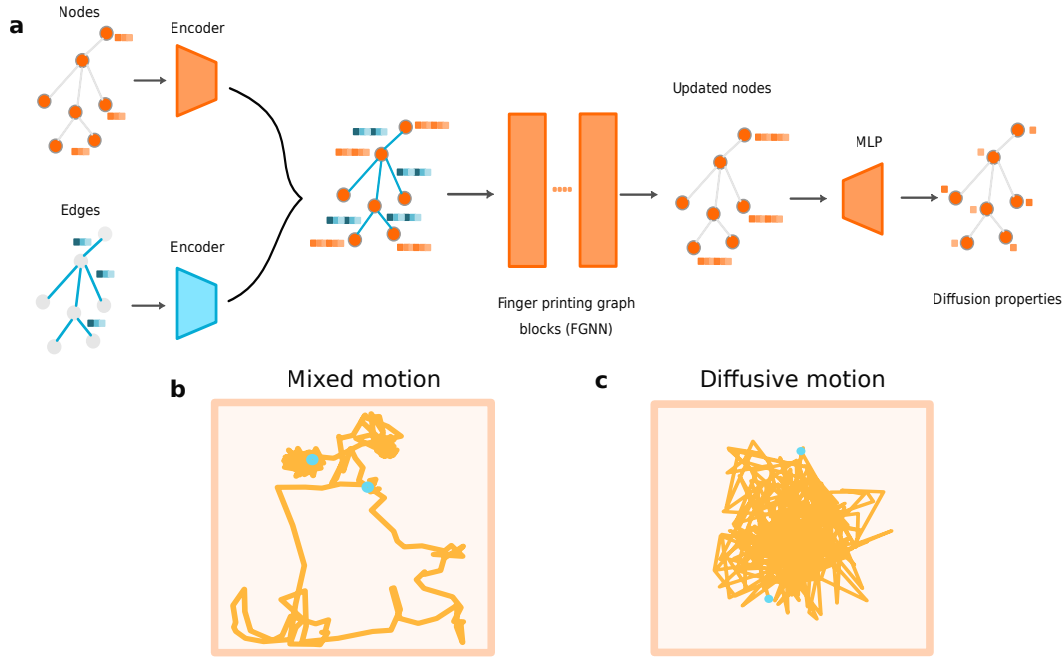 a
Nodes
Encoder
Edges
Encoder
Finger printing graph
blocks (FGNN)
Updated nodes
MLP
Diffusion properties
b
Mixed motion
c
Diffusive motion